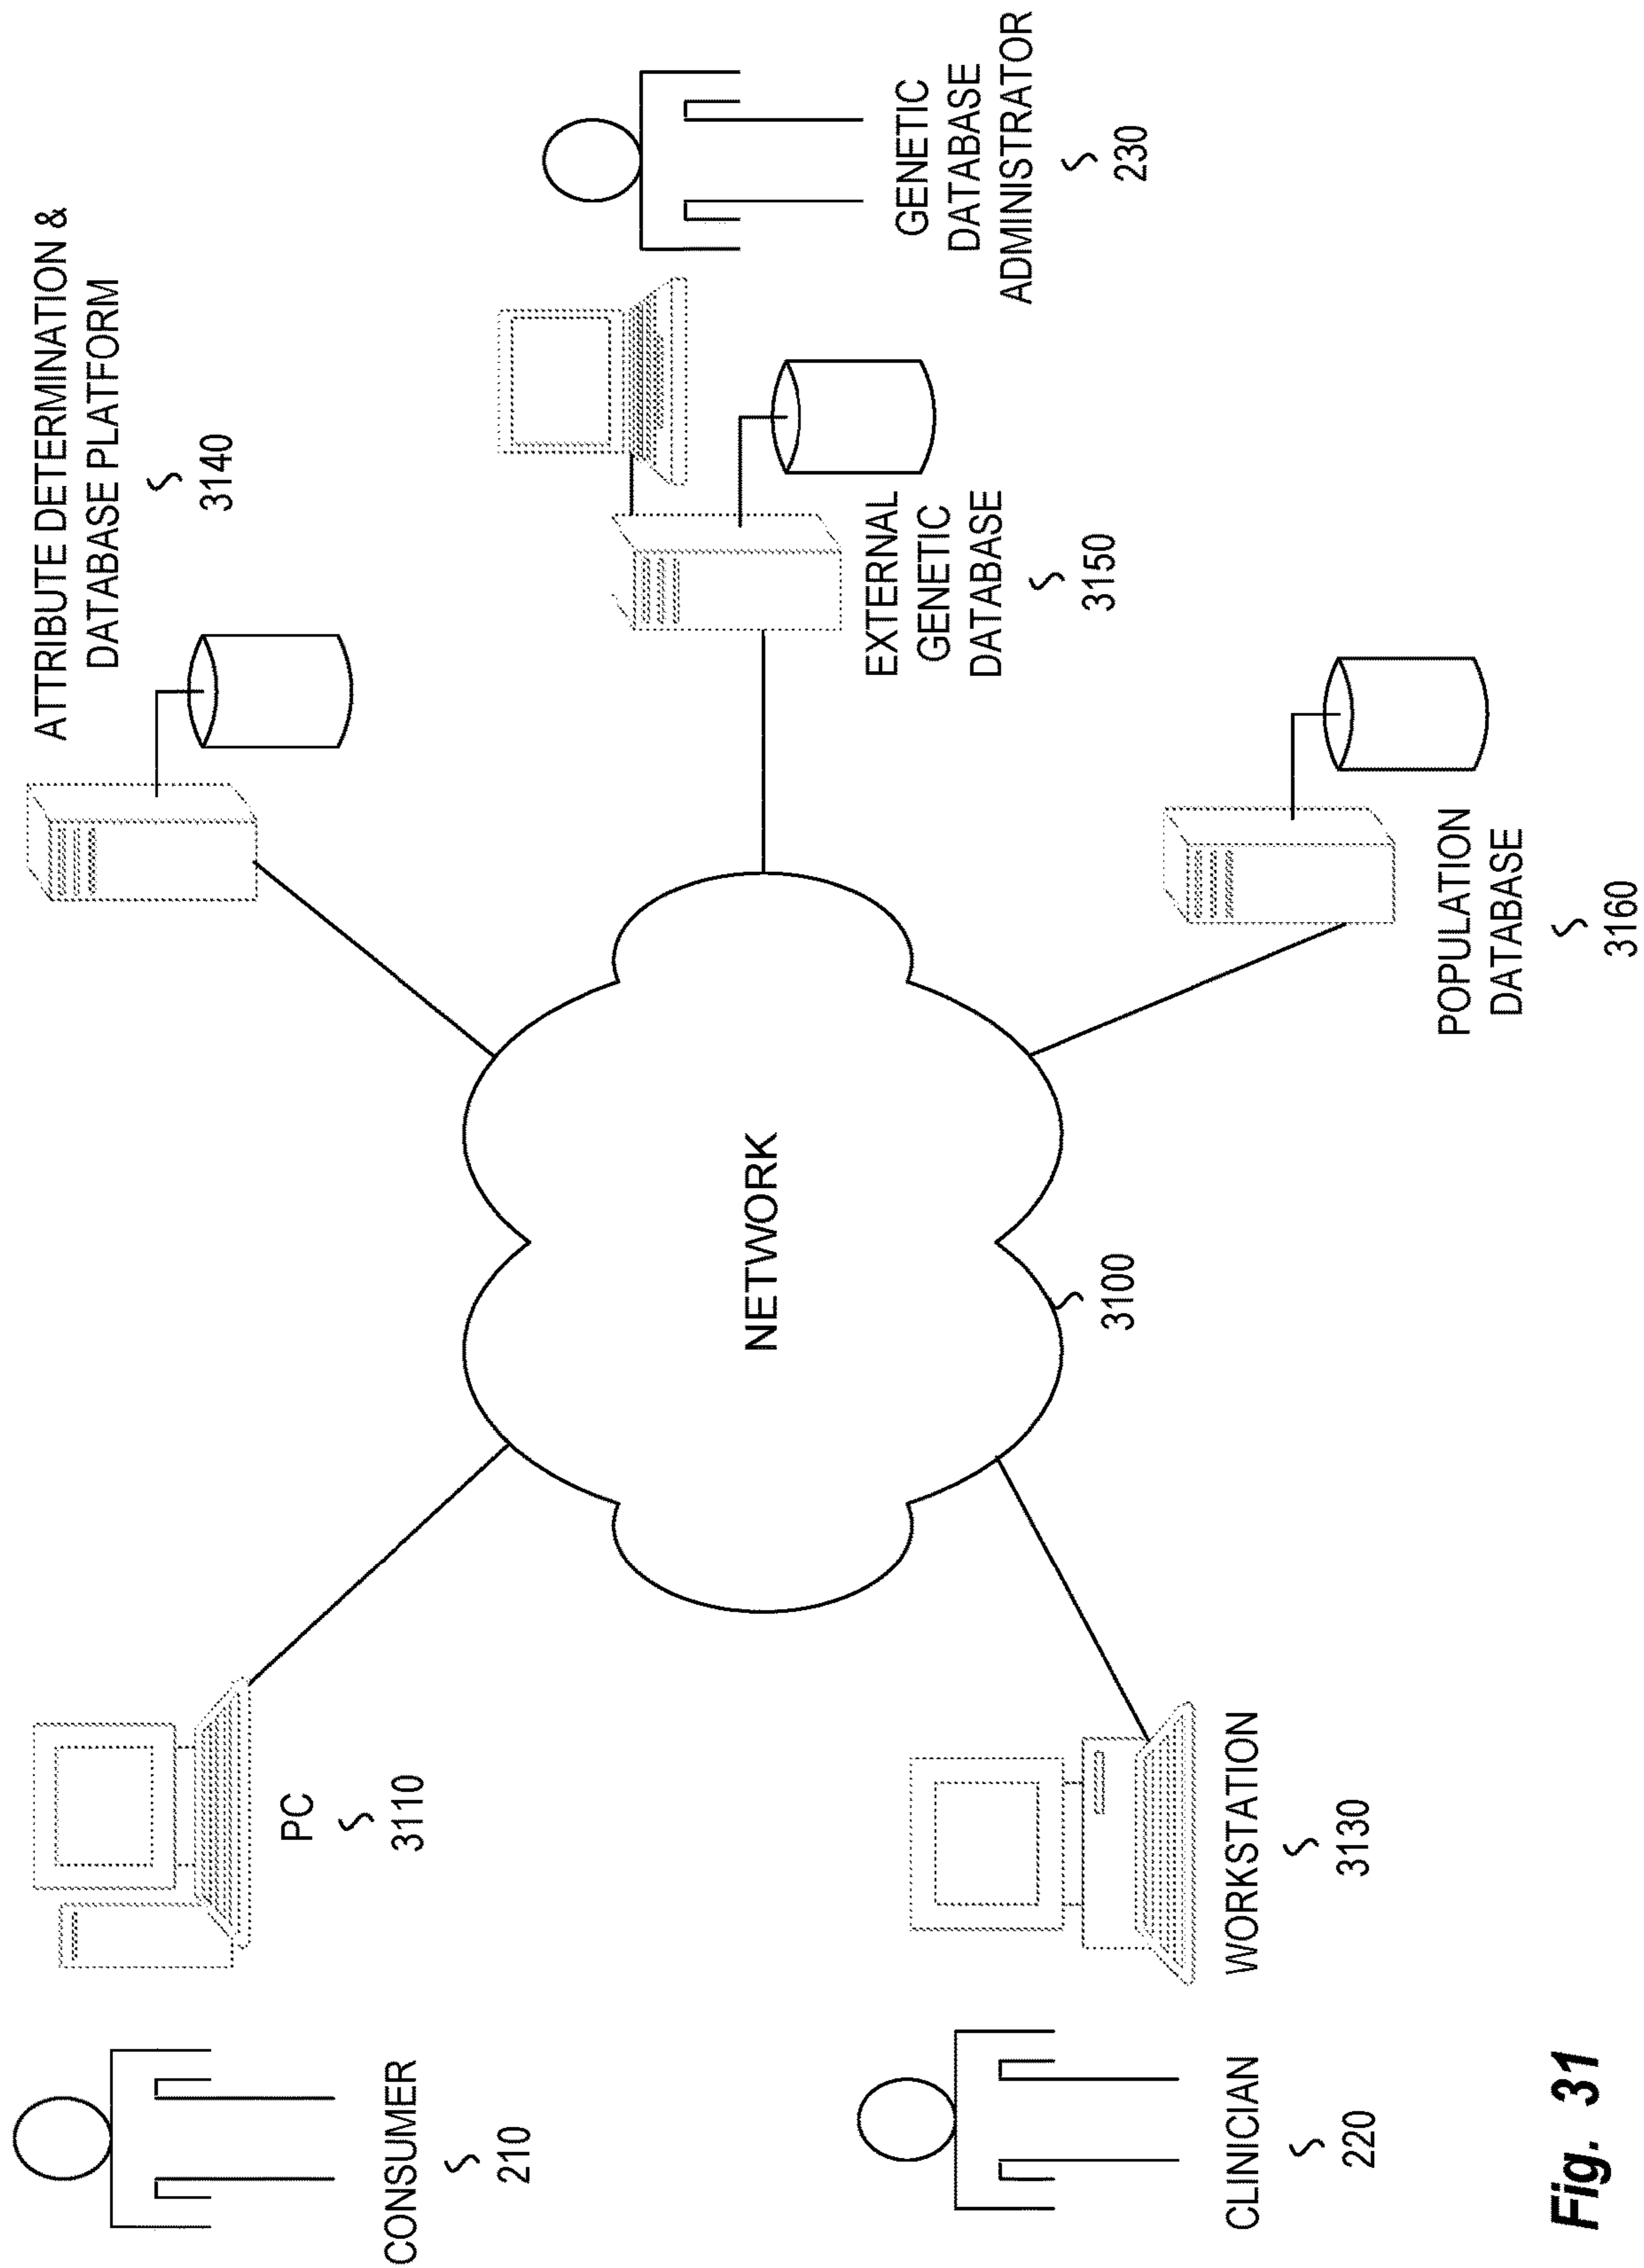 CONSUMER
210
PC
3110
ATTRIBUTE DETERMINATION &
DATABASE PLATFORM
3140
NETWORK
3100
EXTERNAL
GENETIC
DATABASE
3150
GENETIC
DATABASE
ADMINISTRATOR
230
CLINICIAN
220
WORKSTATION
3130
POPULATION
DATABASE
3160
Fig. 31